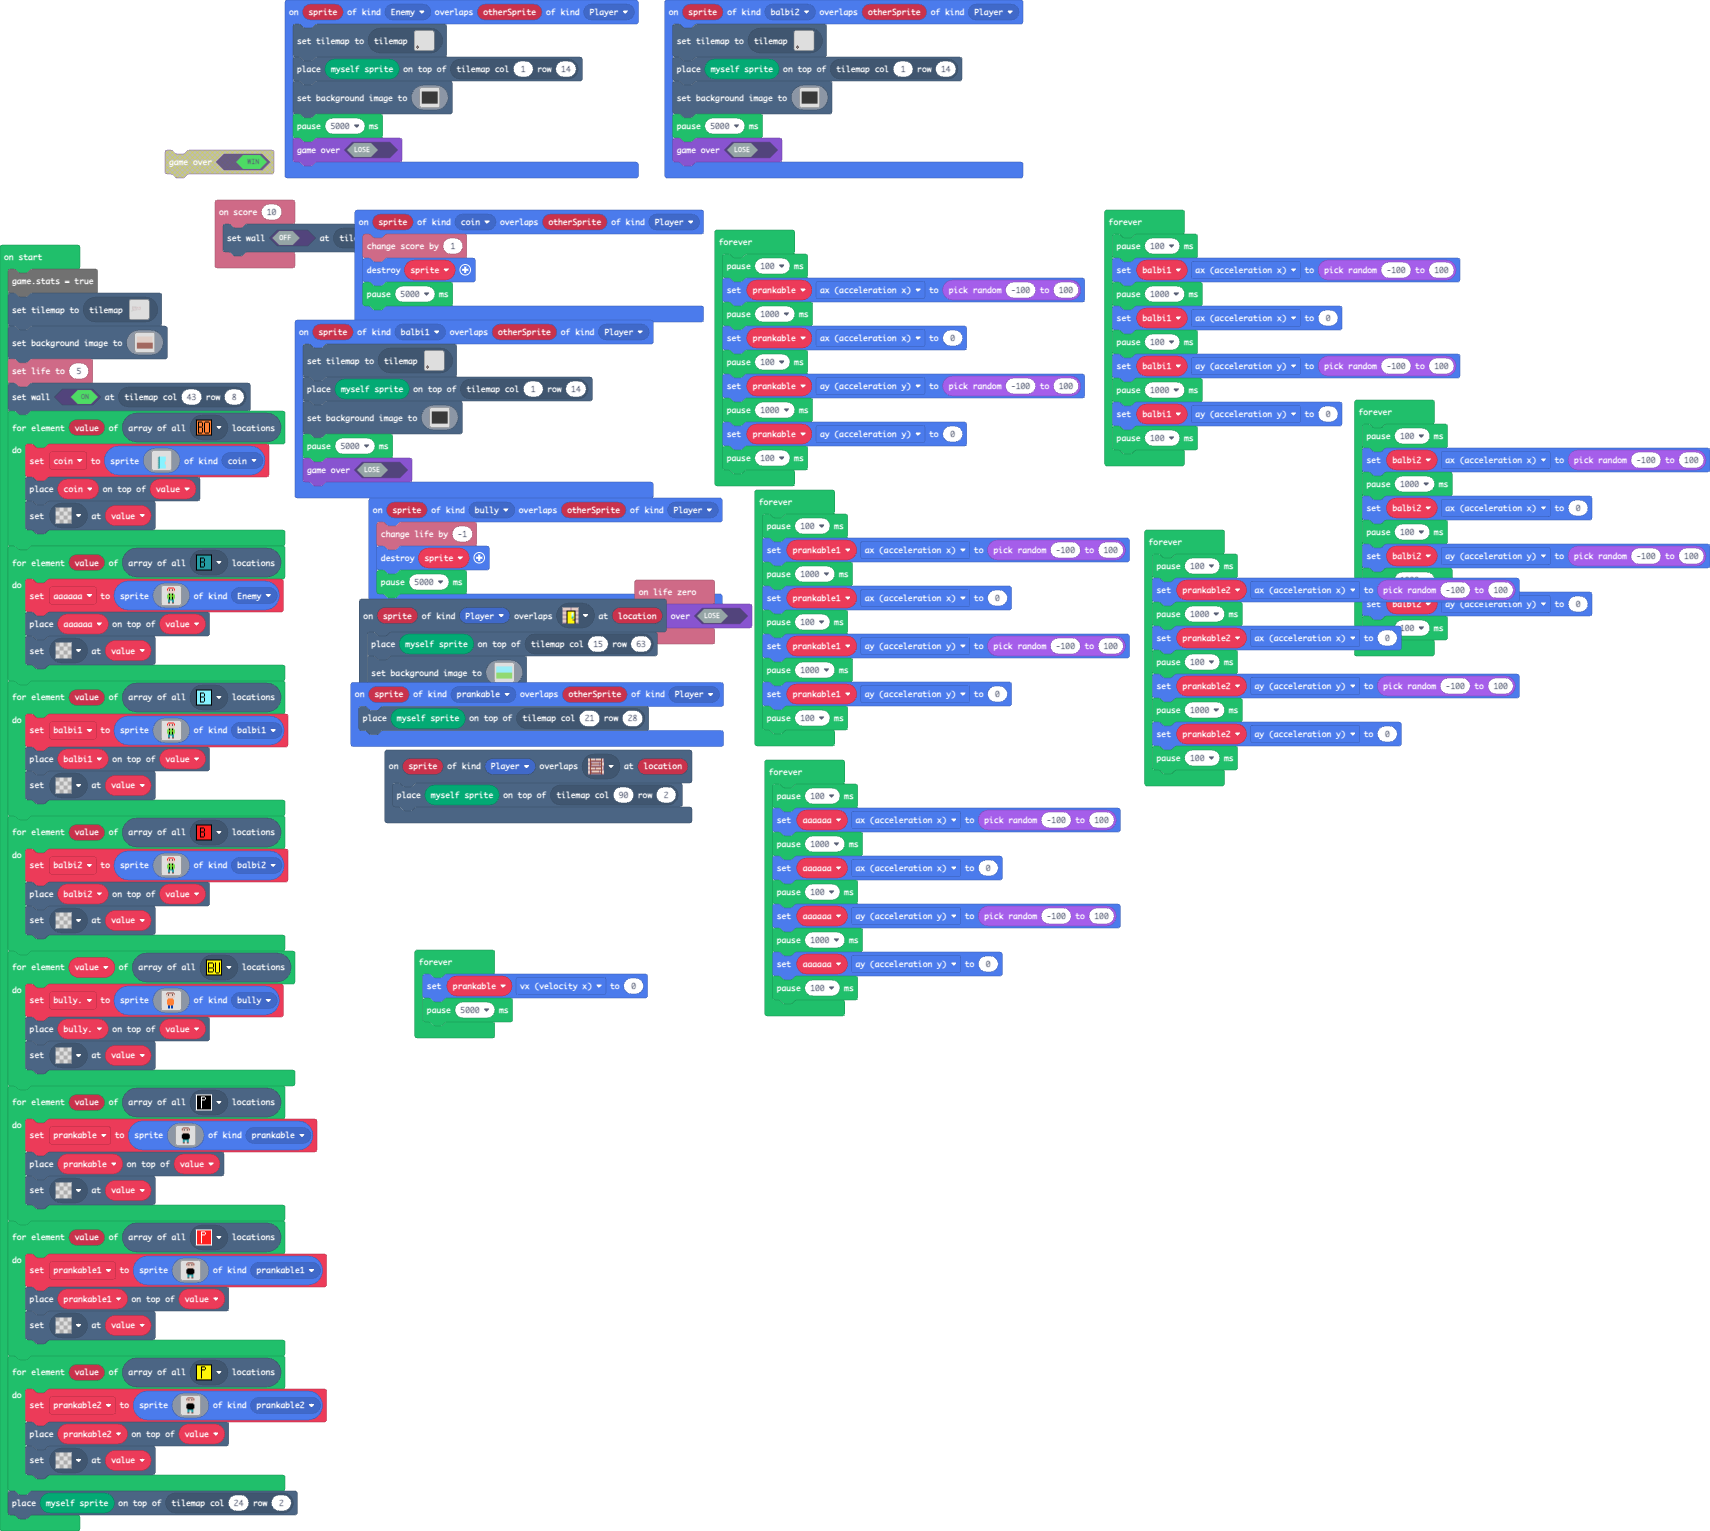 on sprite of kind Enemy overlaps otherSprite of kind Player
set tilemap to tilemap
place myself sprite on top of tilemap col 1 row 14
set background image to
pause 5000 ms
game over LOSE
on sprite of kind balbi2 overlaps otherSprite of kind Player
set tilemap to tilemap
place myself sprite on top of tilemap col 1 row 14
set background image to
pause 5000 ms
game over LOSE
game over WIN
on score 10
set wall OFF at
on sprite of kind coin overlaps otherSprite of kind Player
change score by 1
destroy sprite
pause 5000 ms
on sprite of kind balbi1 overlaps otherSprite of kind Player
set tilemap to tilemap
place myself sprite on top of tilemap col 1 row 14
set background image to
pause 5000 ms
game over LOSE
on sprite of kind bully overlaps otherSprite of kind Player
change life by -1
destroy sprite
pause 5000 ms
on life zero
over LOSE
on sprite of kind Player overlaps at location
place myself sprite on top of tilemap col 15 row 63
set background image to
on sprite of kind prankable overlaps otherSprite of kind Player
place myself sprite on top of tilemap col 21 row 28
on sprite of kind Player overlaps at location
place myself sprite on top of tilemap col 90 row 2
forever
set prankable vx (velocity x) to 0
pause 5000 ms
on start
game.stats = true
set tilemap to tilemap
set background image to
set life to 5
set wall ON at tilemap col 43 row 8
for element value of array of all BO locations
do
set coin to sprite of kind coin
place coin on top of value
set at value
for element value of array of all B locations
do
set aaaaaa to sprite of kind Enemy
place aaaaaa on top of value
set at value
for element value of array of all B locations
do
set balbi1 to sprite of kind balbi1
place balbi1 on top of value
set at value
for element value of array of all B locations
do
set balbi2 to sprite of kind balbi2
place balbi2 on top of value
set at value
for element value of array of all BU locations
do
set bully. to sprite of kind bully
place bully. on top of value
set at value
for element value of array of all P locations
do
set prankable to sprite of kind prankable
place prankable on top of value
set at value
for element value of array of all P locations
do
set prankable1 to sprite of kind prankable1
place prankable1 on top of value
set at value
for element value of array of all P locations
do
set prankable2 to sprite of kind prankable2
place prankable2 on top of value
set at value
place myself sprite on top of tilemap col 24 row 2
forever
pause 100 ms
set prankable ax (acceleration x) to pick random -100 to 100
pause 1000 ms
set prankable ax (acceleration x) to 0
pause 100 ms
set prankable ay (acceleration y) to pick random -100 to 100
pause 1000 ms
set prankable ay (acceleration y) to 0
pause 100 ms
forever
pause 100 ms
set prankable1 ax (acceleration x) to pick random -100 to 100
pause 1000 ms
set prankable1 ax (acceleration x) to 0
pause 100 ms
set prankable1 ay (acceleration y) to pick random -100 to 100
pause 1000 ms
set prankable1 ay (acceleration y) to 0
pause 100 ms
forever
pause 100 ms
set aaaaaa ax (acceleration x) to pick random -100 to 100
pause 1000 ms
set aaaaaa ax (acceleration x) to 0
pause 100 ms
set aaaaaa ay (acceleration y) to pick random -100 to 100
pause 1000 ms
set aaaaaa ay (acceleration y) to 0
pause 100 ms
forever
pause 100 ms
set balbi1 ax (acceleration x) to pick random -100 to 100
pause 1000 ms
set balbi1 ax (acceleration x) to 0
pause 100 ms
set balbi1 ay (acceleration y) to pick random -100 to 100
pause 1000 ms
set balbi1 ay (acceleration y) to 0
pause 100 ms
forever
pause 100 ms
set balbi2 ax (acceleration x) to pick random -100 to 100
pause 1000 ms
set balbi2 ax (acceleration x) to 0
pause 100 ms
set balbi2 ay (acceleration y) to pick random -100 to 100
set balbi2 ay (acceleration y) to 0
100 ms
forever
pause 100 ms
set prankable2 ax (acceleration x) to pick random -100 to 100
pause 1000 ms
set prankable2 ax (acceleration x) to 0
pause 100 ms
set prankable2 ay (acceleration y) to pick random -100 to 100
pause 1000 ms
set prankable2 ay (acceleration y) to 0
pause 100 ms